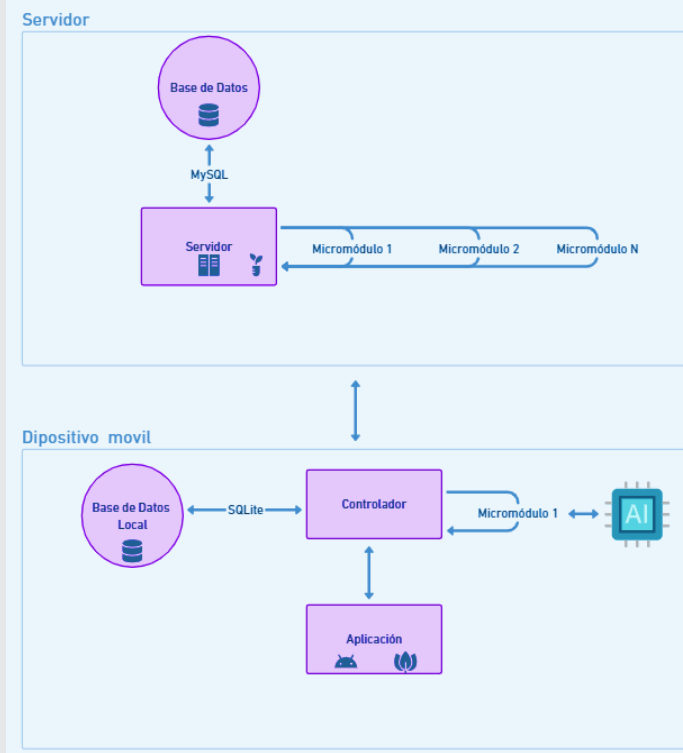 Servidor
Base de Datos
MySQL
Servidor
Micromódulo 1
Micromódulo 2
Micromódulo N
Dipositivo movil
Base de Datos
Local
SQLite
Controlador
Micromódulo 1
AI
Aplicación